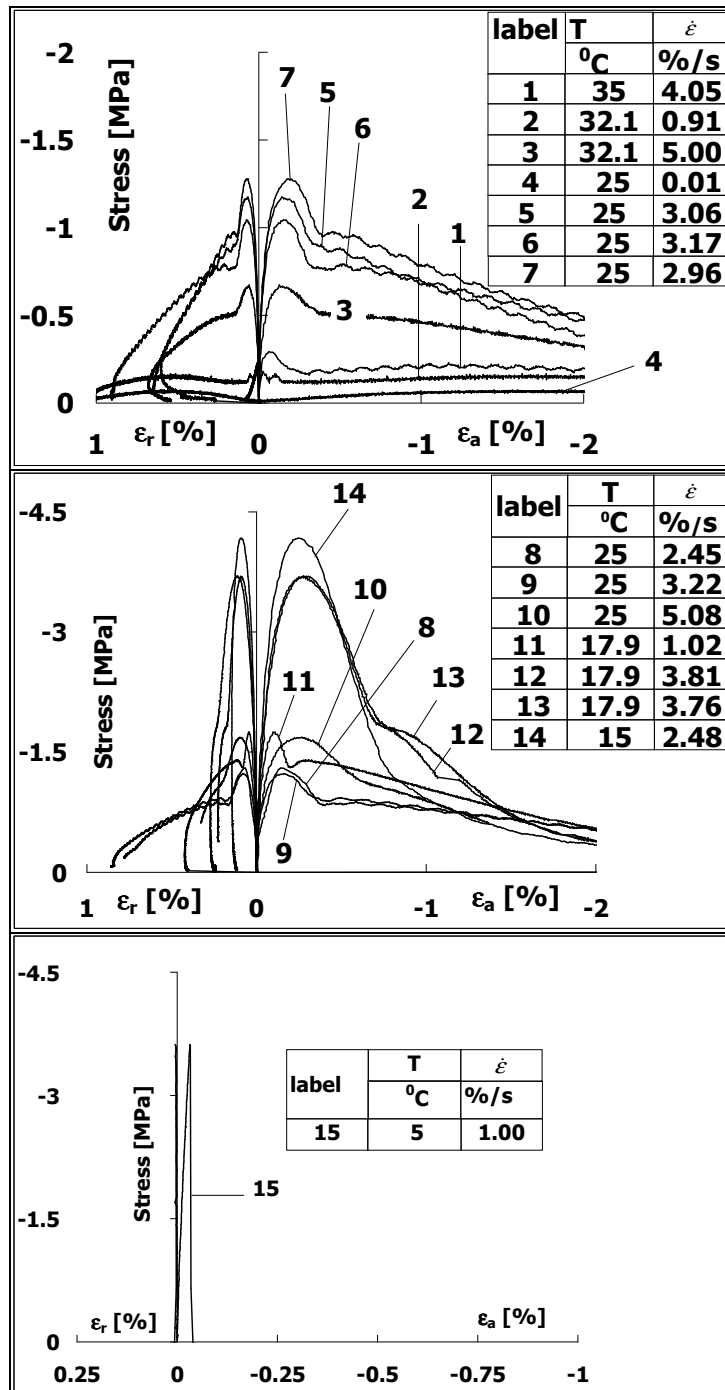 label T ε̇
⁰C %/s
1 35 4.05
2 32.1 0.91
3 32.1 5.00
4 25 0.01
5 25 3.06
6 25 3.17
7 25 2.96
Stress [MPa]
-2
-1.5
-1
-0.5
0
7 5 6 2 1
3
4
1 εr [%] 0 -1 εa [%] -2
label T ε̇
⁰C %/s
8 25 2.45
9 25 3.22
10 25 5.08
11 17.9 1.02
12 17.9 3.81
13 17.9 3.76
14 15 2.48
Stress [MPa]
-4.5
-3
-1.5
0
14
10
8
11 13
12
9
1 εr [%] 0 -1 εa [%] -2
Stress [MPa]
-4.5
-3
-1.5
0
label T ε̇
⁰C %/s
15 5 1.00
15
εr [%] εa [%]
0.25 0 -0.25 -0.5 -0.75 -1